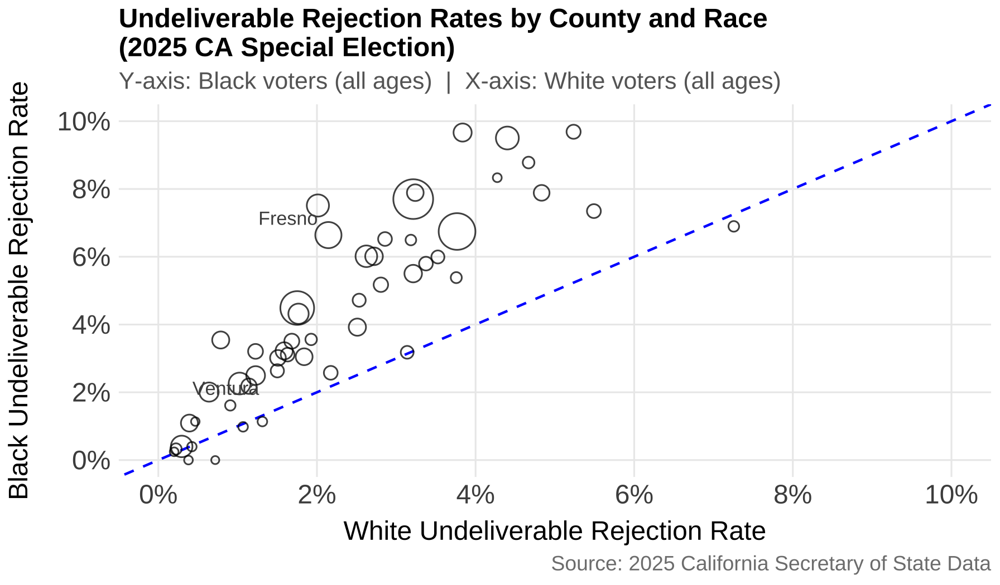 Undeliverable Rejection Rates by County and Race
(2025 CA Special Election)
Y-axis: Black voters (all ages)  |  X-axis: White voters (all ages)
Black Undeliverable Rejection Rate
10%
8%
Fresno
6%
4%
Ventura
2%
0%
0%
2%
4%
6%
8%
10%
White Undeliverable Rejection Rate
Source: 2025 California Secretary of State Data